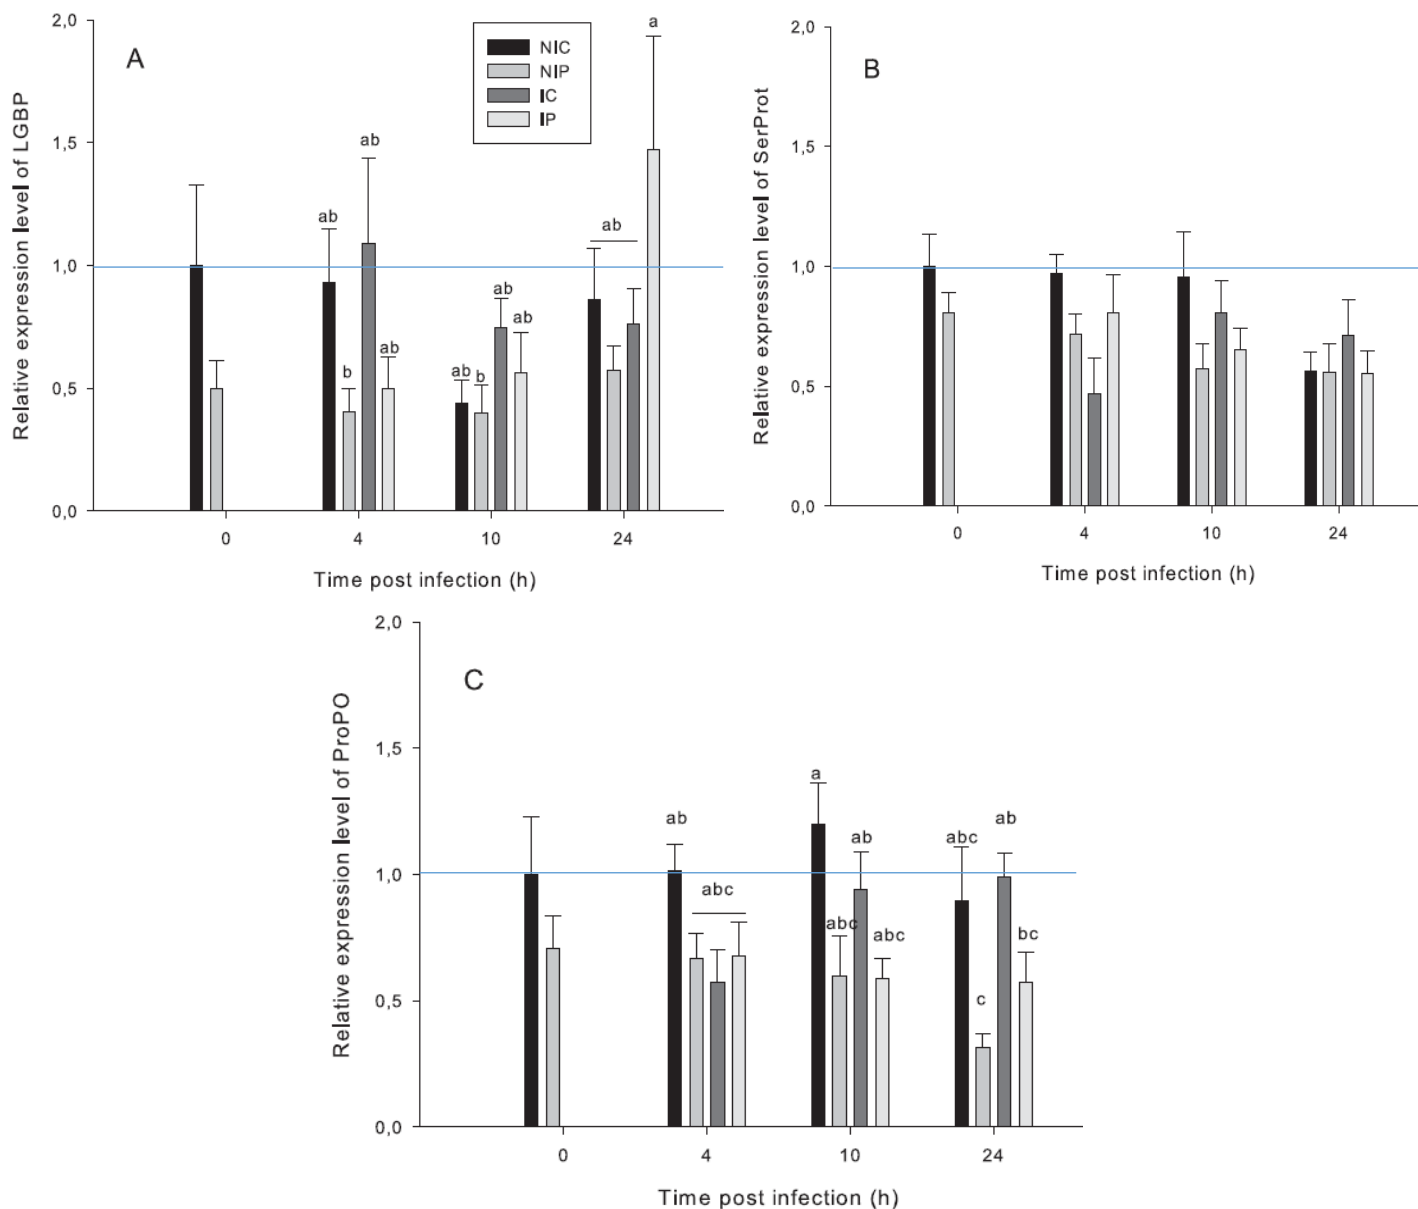 A
NIC
NIP
IC
IP
Relative expression level of LGBP
2,0
1,5
1,0
0,5
0,0
ab
ab
b
ab
ab
b
ab
ab
ab
a
0
4
10
24
Time post infection (h)
B
Relative expression level of SerProt
2,0
1,5
1,0
0,5
0,0
0
4
10
24
Time post infection (h)
C
Relative expression level of ProPO
2,0
1,5
1,0
0,5
0,0
ab
abc
a
abc
ab
abc
abc
c
ab
bc
0
4
10
24
Time post infection (h)